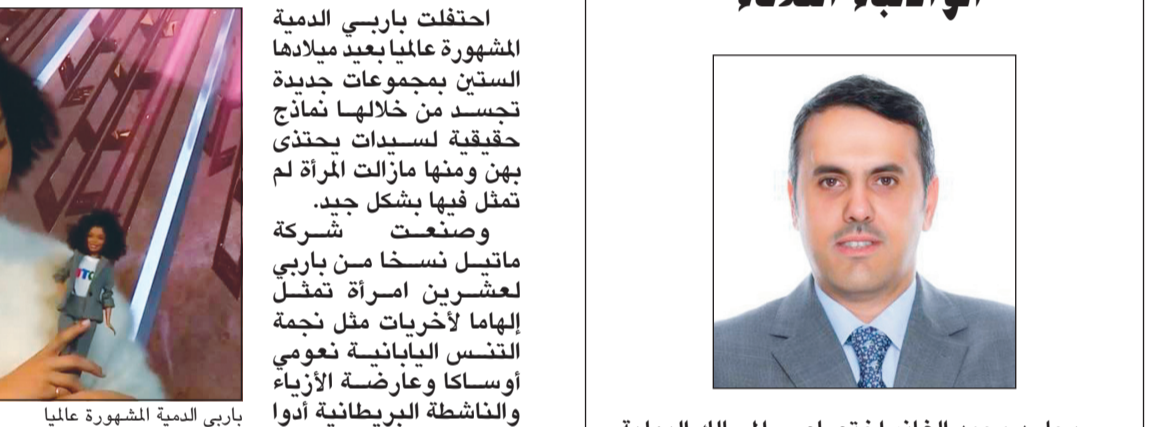 احتفلت باربي الدمية
المشهورة عالميا بعيد ميلادها
الستين بمجموعات جديدة
تجسد من خلالها نماذج
حقيقية لسيدات يحتذى
بهن ومنها مازالت المرأة لم
تمثل فيها بشكل جيد.
وصنعت شركة
ماتيل نسخا من باربي
لعشرين امرأة تمثل
إلهاما لأخريات مثل نجمة
التنس اليابانية نعومي
أوساكا وعارضة الأزياء
والناشطة البريطانية أدوا
باربي الدمية المشهورة عالميا